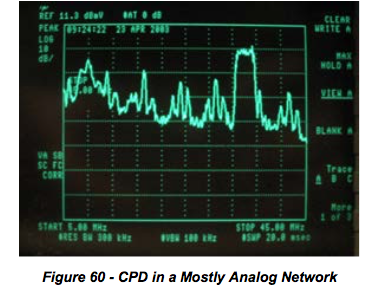 REF 11.3 dBmV #AT 0 dB
PEAK
LOG
10
dB/
05:24:22 23 APR 2003
STOP
CLEAR
WRITE A
MAX
HOLD A
VIEW A
BLANK A
Trace
A B C
More
1 of 3
VA SB
SC FC
CORR
START 5.00 MHz
STOP 45.00 MHz
#RES BW 300 kHz #VBW 100 kHz #SWP 20.0 msec
Figure 60 - CPD in a Mostly Analog Network